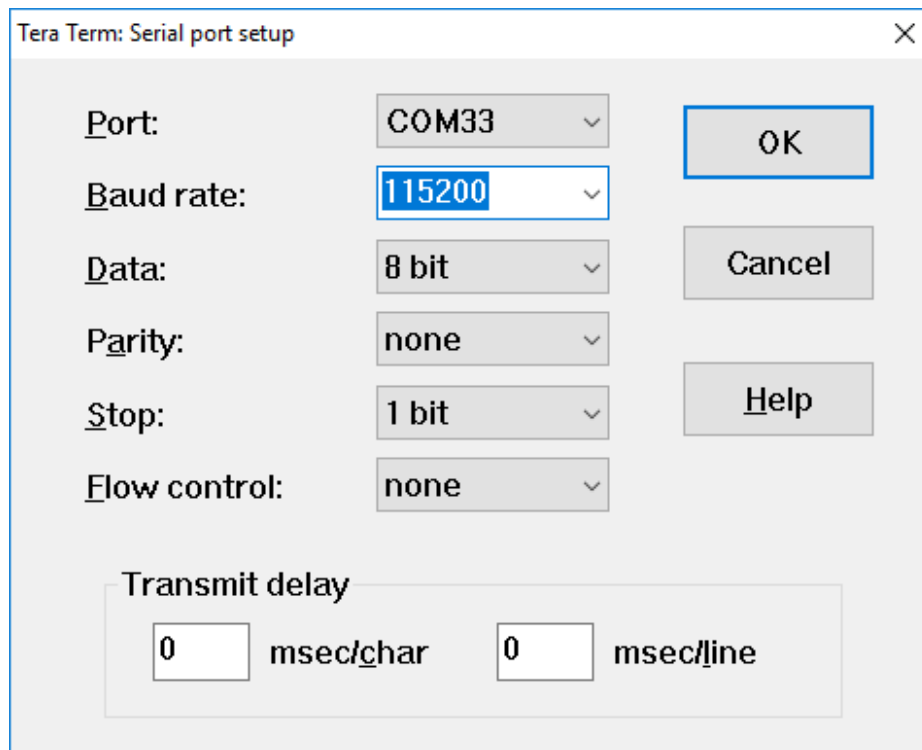 Tera Term: Serial port setup
Port: COM33
OK
Baud rate: 115200
Data: 8 bit
Cancel
Parity: none
Stop: 1 bit
Help
Flow control: none
Transmit delay
0 msec/char 0 msec/line